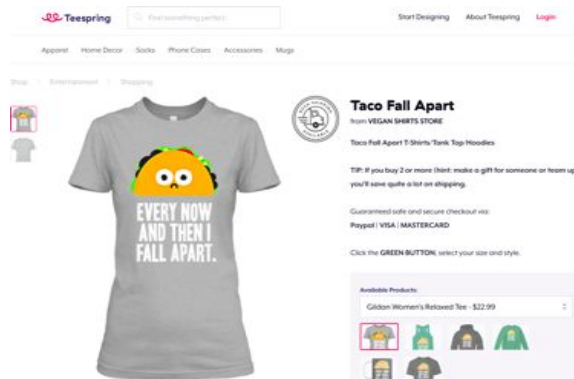 Teespring
Find something perfect
Start Designing
About Teespring
Login
Apparel
Home Decor
Socks
Phone Cases
Accessories
Mugs
Shop
Entertainment
Shopping
Taco Fall Apart
from VEGAN SHIRTS STORE
Taco Fall Apart T-Shirts/Tank Top/Hoodies
TIP: If you buy 2 or more (hint: make a gift for someone or team up
you'll save quite a lot on shipping.
Guaranteed safe and secure checkout via:
Paypal | VISA | MASTERCARD
Click the GREEN BUTTON, select your size and style.
Available Products:
Gildan Women's Relaxed Tee - $22.99
EVERY NOW
AND THEN I
FALL APART.